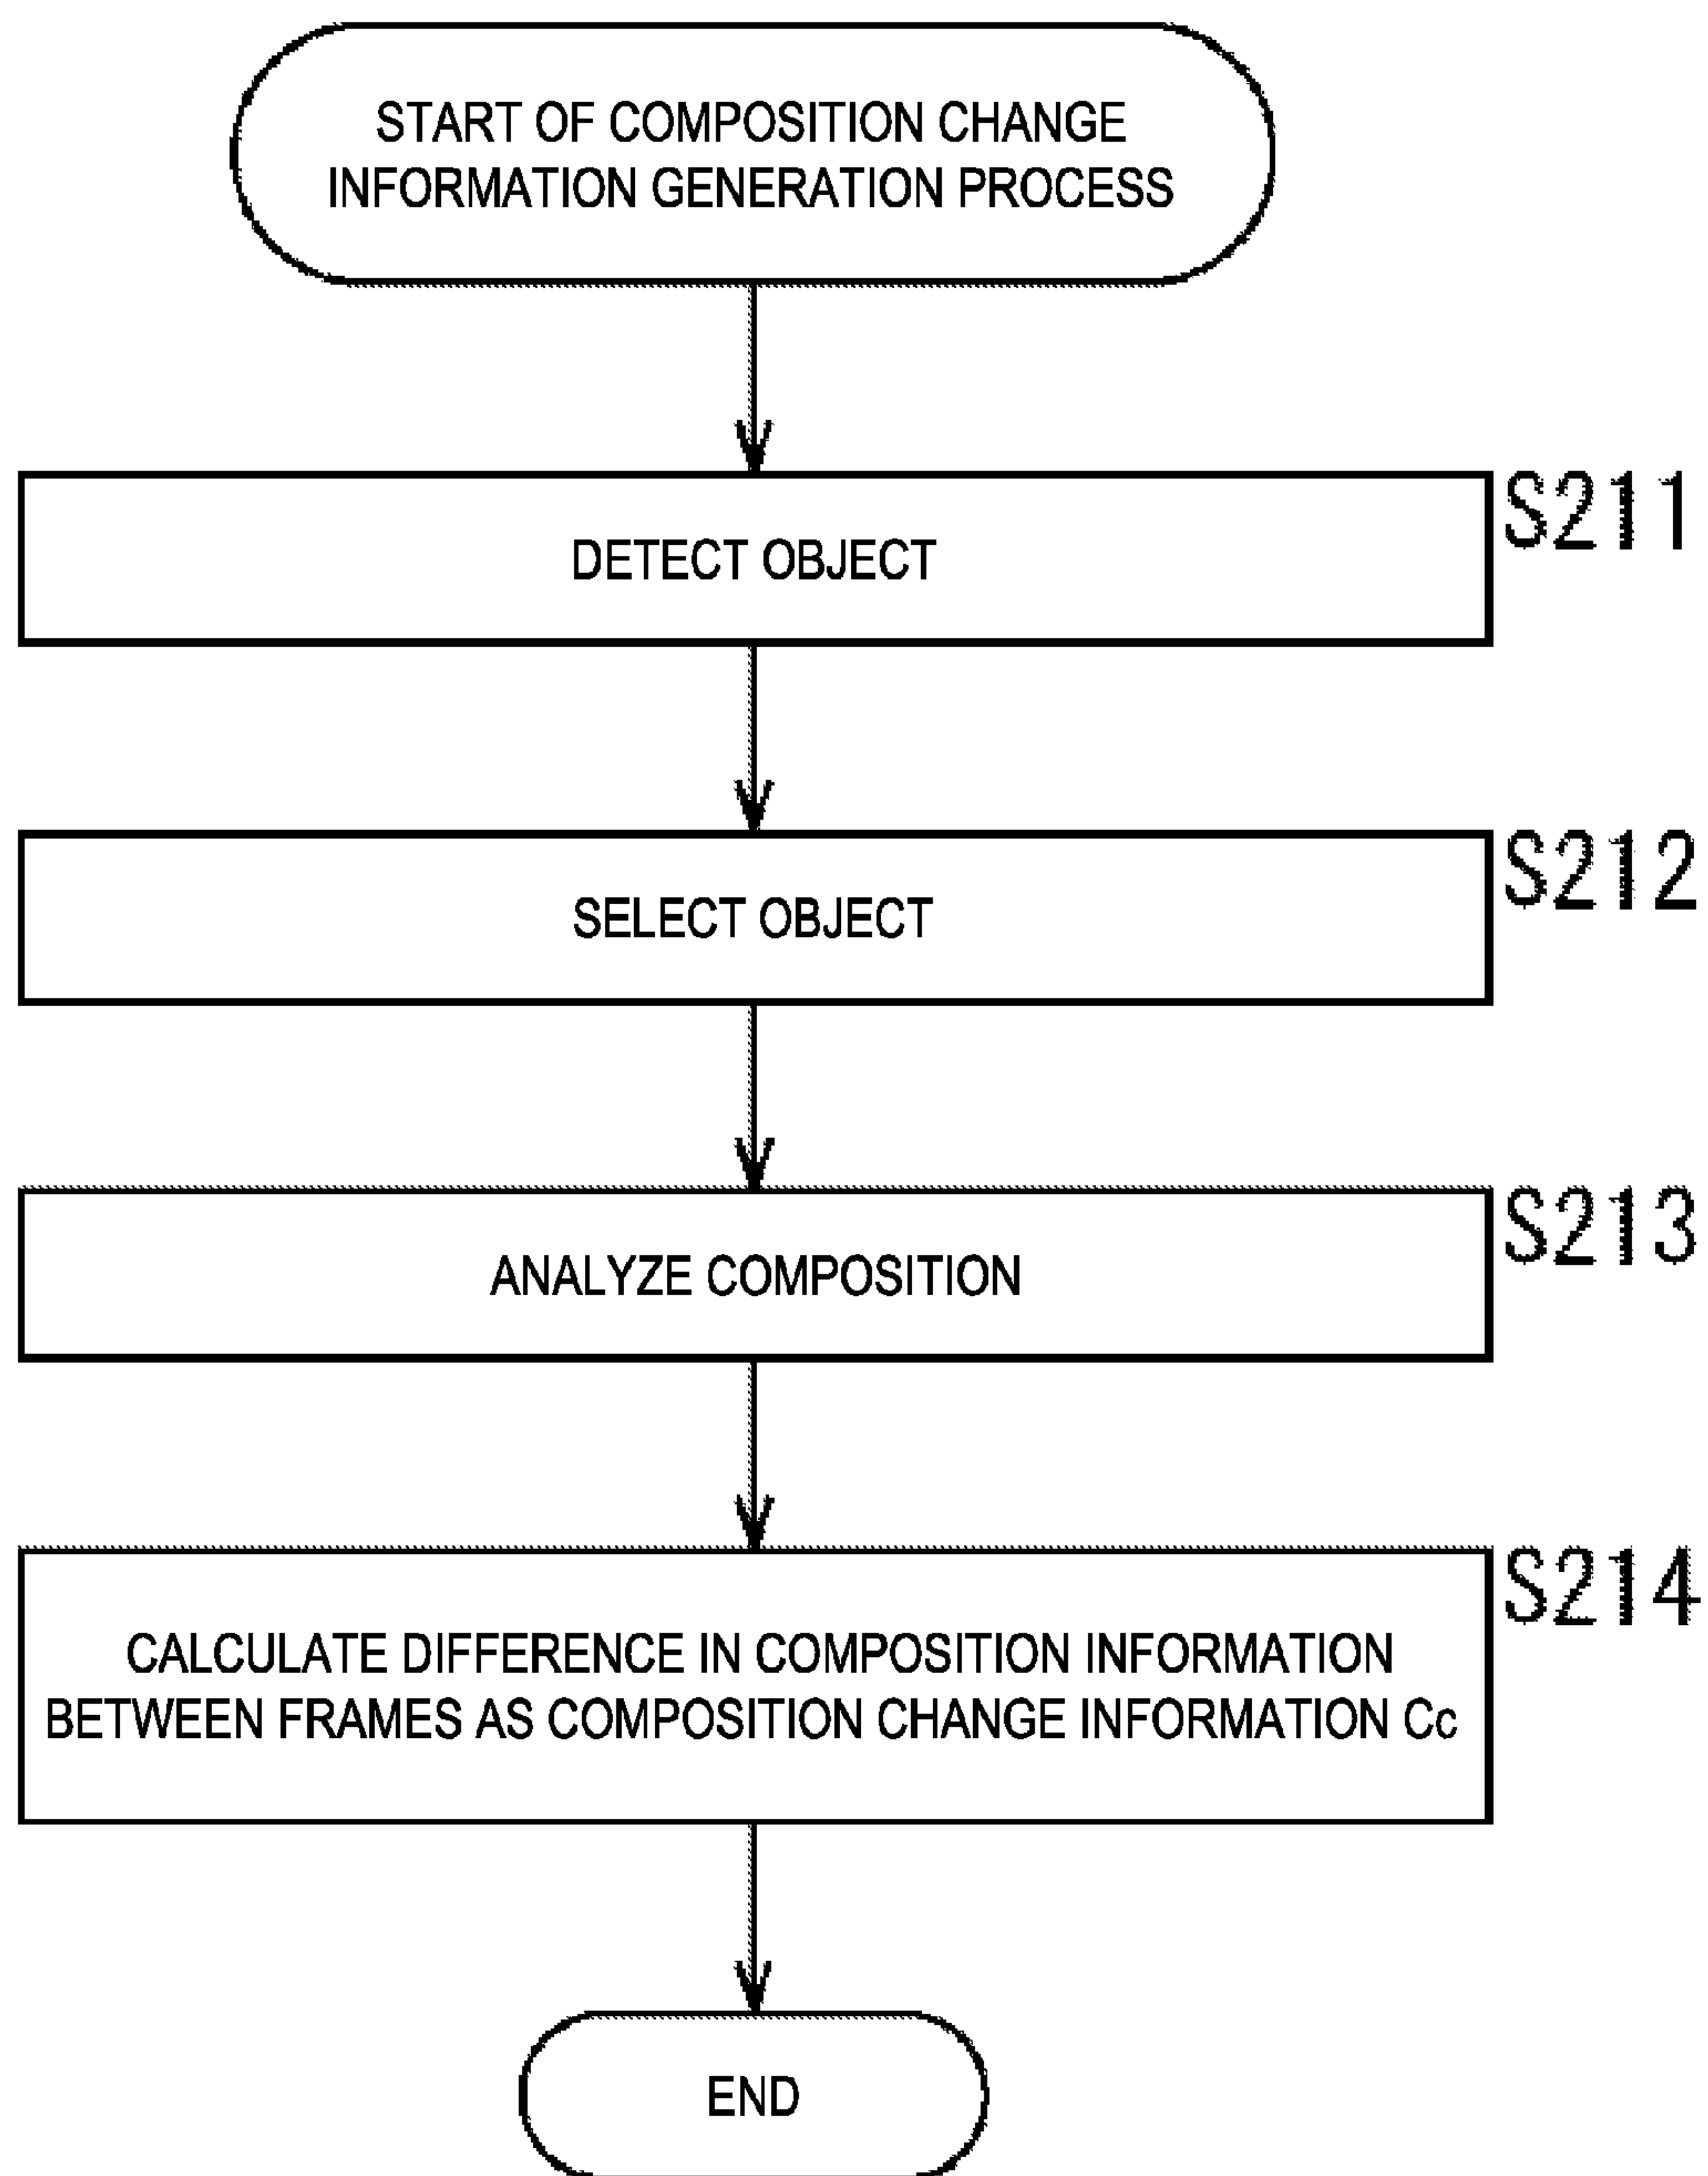 START OF COMPOSITION CHANGE
INFORMATION GENERATION PROCESS
S211
DETECT OBJECT
S212
SELECT OBJECT
S213
ANALYZE COMPOSITION
S214
CALCULATE DIFFERENCE IN COMPOSITION INFORMATION
BETWEEN FRAMES AS COMPOSITION CHANGE INFORMATION Cc
END